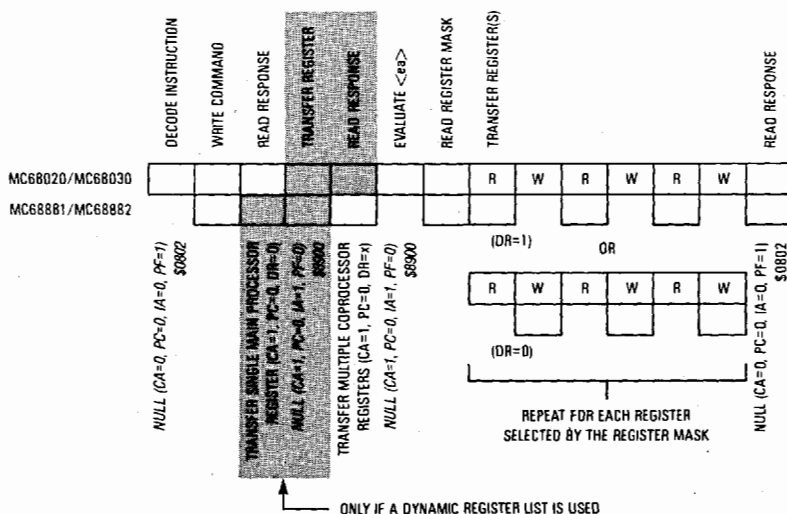 DECODE INSTRUCTION
WRITE COMMAND
READ RESPONSE
TRANSFER REGISTER
READ RESPONSE
EVALUATE <ea>
READ REGISTER MASK
TRANSFER REGISTER(S)
READ RESPONSE
MC68020/MC68030
R W R W R W
MC68881/MC68882
NULL (CA=0, PC=0, IA=0, PF=1)
$0802
TRANSFER SINGLE MAIN PROCESSOR
REGISTER (CA=1, PC=0, DR=0)
NULL (CA=1, PC=0, IA=1, PF=0)
$8900
TRANSFER MULTIPLE COPROCESSOR
REGISTERS (CA=1, PC=0, DR=x)
NULL (CA=1, PC=0, IA=1, PF=0)
$8900
(DR=1) OR
R W R W R W
(DR=0)
NULL (CA=0, PC=0, IA=0, PF=1)
$0802
REPEAT FOR EACH REGISTER
SELECTED BY THE REGISTER MASK
ONLY IF A DYNAMIC REGISTER LIST IS USED